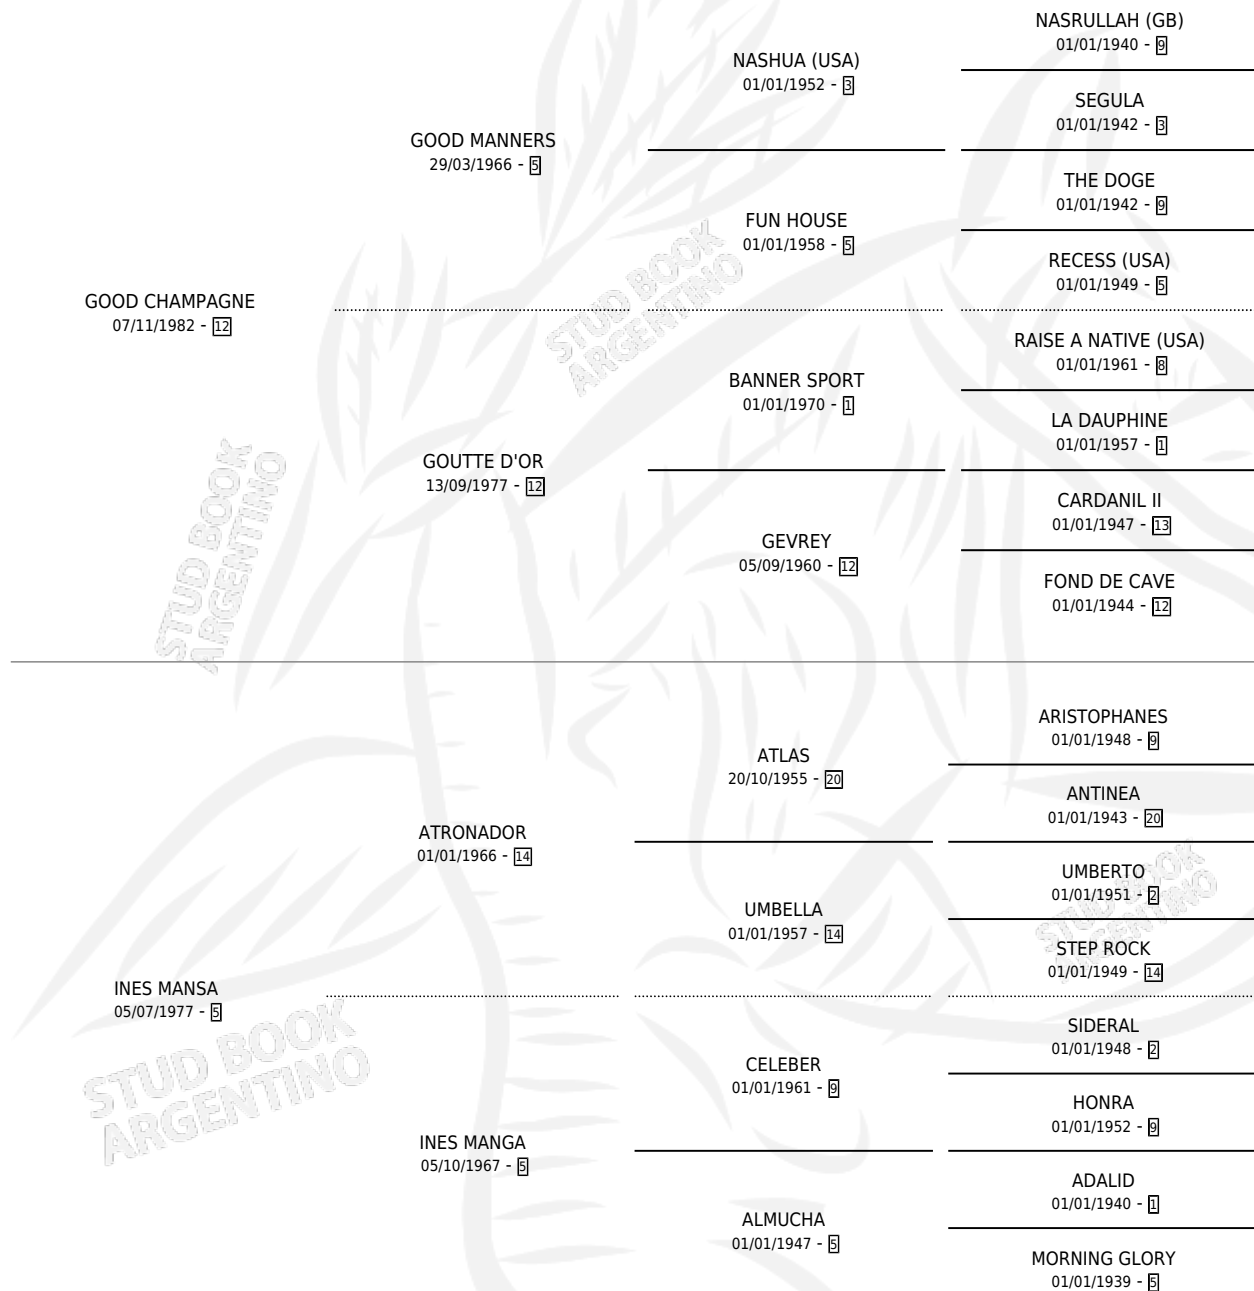 NASRULLAH (GB)
01/01/1940 - 9
NASHUA (USA)
01/01/1952 - 3
SEGULA
01/01/1942 - 3
GOOD MANNERS
29/03/1966 - 5
THE DOGE
01/01/1942 - 9
FUN HOUSE
01/01/1958 - 5
RECESS (USA)
01/01/1949 - 5
GOOD CHAMPAGNE
07/11/1982 - 12
STUD BOOK
ARGENTINO
RAISE A NATIVE (USA)
01/01/1961 - 8
BANNER SPORT
01/01/1970 - 1
LA DAUPHINE
01/01/1957 - 1
GOUTTE D'OR
13/09/1977 - 12
CARDANIL II
01/01/1947 - 13
GEVREY
05/09/1960 - 12
FOND DE CAVE
01/01/1944 - 12
STUD BOOK
ARGENTINO
ARISTOPHANES
01/01/1948 - 9
ATLAS
20/10/1955 - 20
ANTINEA
01/01/1943 - 20
ATRONADOR
01/01/1966 - 14
UMBERTO
01/01/1951 - 2
UMBELLA
01/01/1957 - 14
STUD BOOK
ARGENTINO
STEP ROCK
01/01/1949 - 14
INES MANSA
05/07/1977 - 5
STUD BOOK
ARGENTINO
SIDERAL
01/01/1948 - 2
CELEBER
01/01/1961 - 9
HONRA
01/01/1952 - 9
INES MANGA
05/10/1967 - 5
ADALID
01/01/1940 - 1
ALMUCHA
01/01/1947 - 5
MORNING GLORY
01/01/1939 - 5